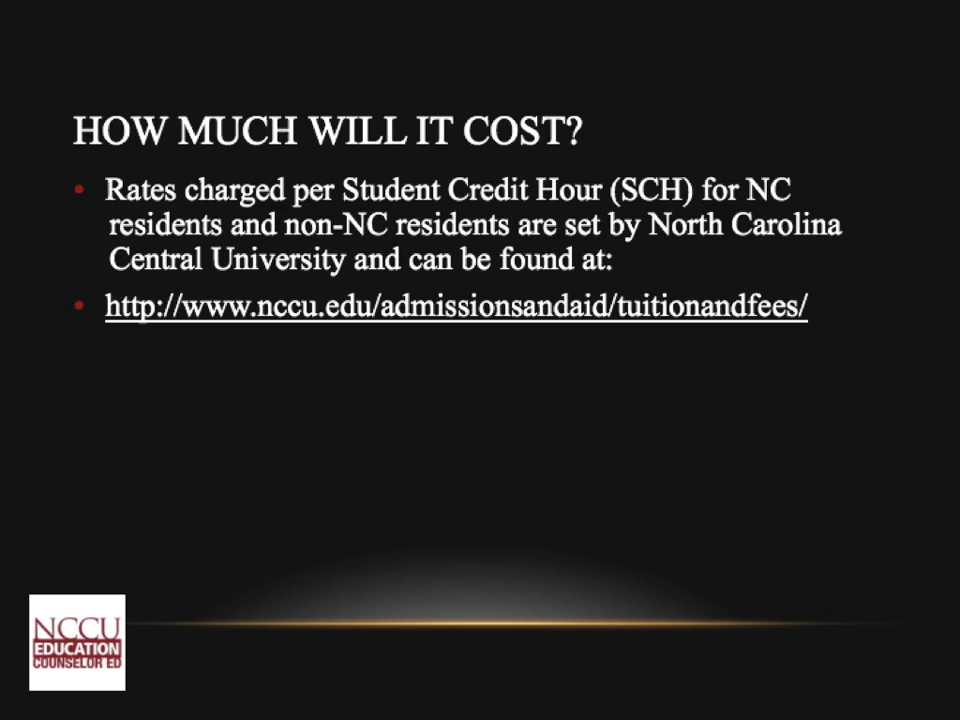 HOW MUCH WILL IT COST?
• Rates charged per Student Credit Hour (SCH) for NC
residents and non-NC residents are set by North Carolina
Central University and can be found at:
• http://www.nccu.edu/admissionsandaid/tuitionandfees/
NCCU
EDUCATION
COUNSELOR ED